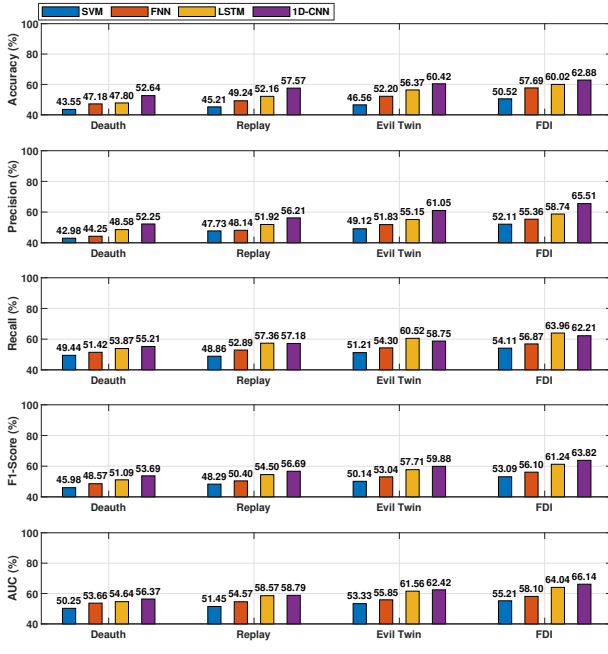 SVM FNN LSTM 1D-CNN
Accuracy (%)
100
80
60
40
43.55 47.18 47.80 52.64
45.21 49.24 52.16 57.57
46.56 52.20 56.37 60.42
50.52 57.69 60.02 62.88
Deauth Replay Evil Twin FDI
Precision (%)
100
80
60
40
42.98 44.25 48.58 52.25
47.73 48.14 51.92 56.21
49.12 51.83 55.15 61.05
52.11 55.36 58.74 65.51
Deauth Replay Evil Twin FDI
Recall (%)
100
80
60
40
49.44 51.42 53.87 55.21
48.86 52.89 57.36 57.18
51.21 54.30 60.52 58.75
54.11 56.87 63.96 62.21
Deauth Replay Evil Twin FDI
F1-Score (%)
100
80
60
40
45.98 48.57 51.09 53.69
48.29 50.40 54.50 56.69
50.14 53.04 57.71 59.88
53.09 56.10 61.24 63.82
Deauth Replay Evil Twin FDI
AUC (%)
100
80
60
40
50.25 53.66 54.64 56.37
51.45 54.57 58.57 58.79
53.33 55.85 61.56 62.42
55.21 58.10 64.04 66.14
Deauth Replay Evil Twin FDI